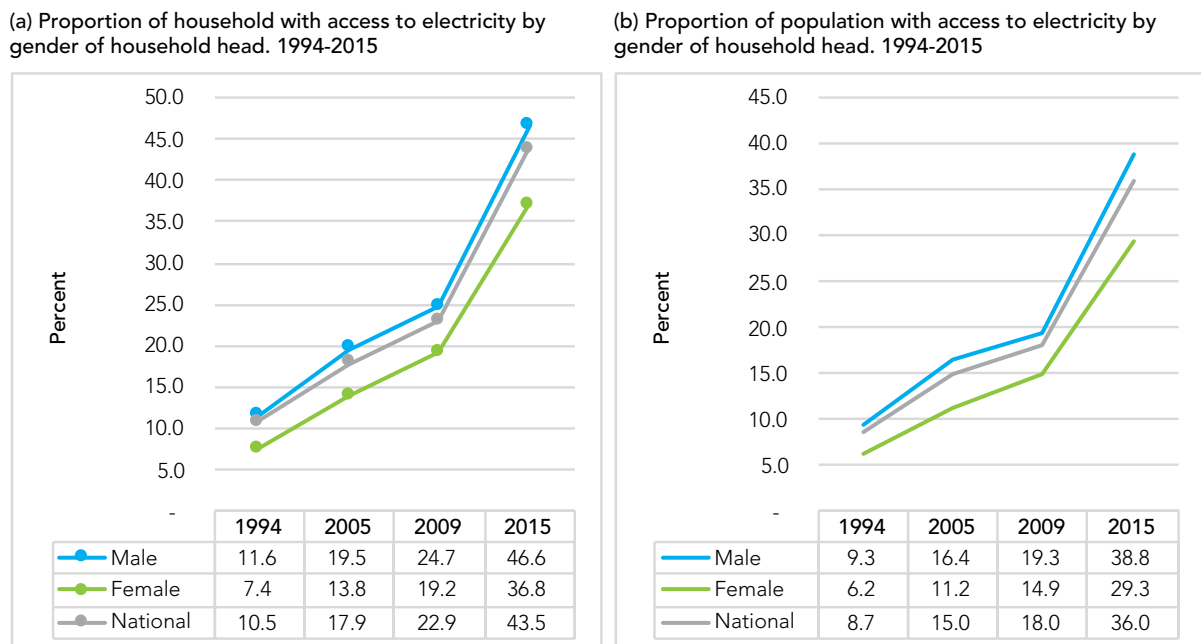 (a) Proportion of household with access to electricity by
gender of household head. 1994-2015
50.0
45.0
40.0
35.0
30.0
25.0
20.0
15.0
10.0
5.0
-
Percent
1994 2005 2009 2015
Male 11.6 19.5 24.7 46.6
Female 7.4 13.8 19.2 36.8
National 10.5 17.9 22.9 43.5
(b) Proportion of population with access to electricity by
gender of household head. 1994-2015
45.0
40.0
35.0
30.0
25.0
20.0
15.0
10.0
5.0
-
Percent
1994 2005 2009 2015
Male 9.3 16.4 19.3 38.8
Female 6.2 11.2 14.9 29.3
National 8.7 15.0 18.0 36.0